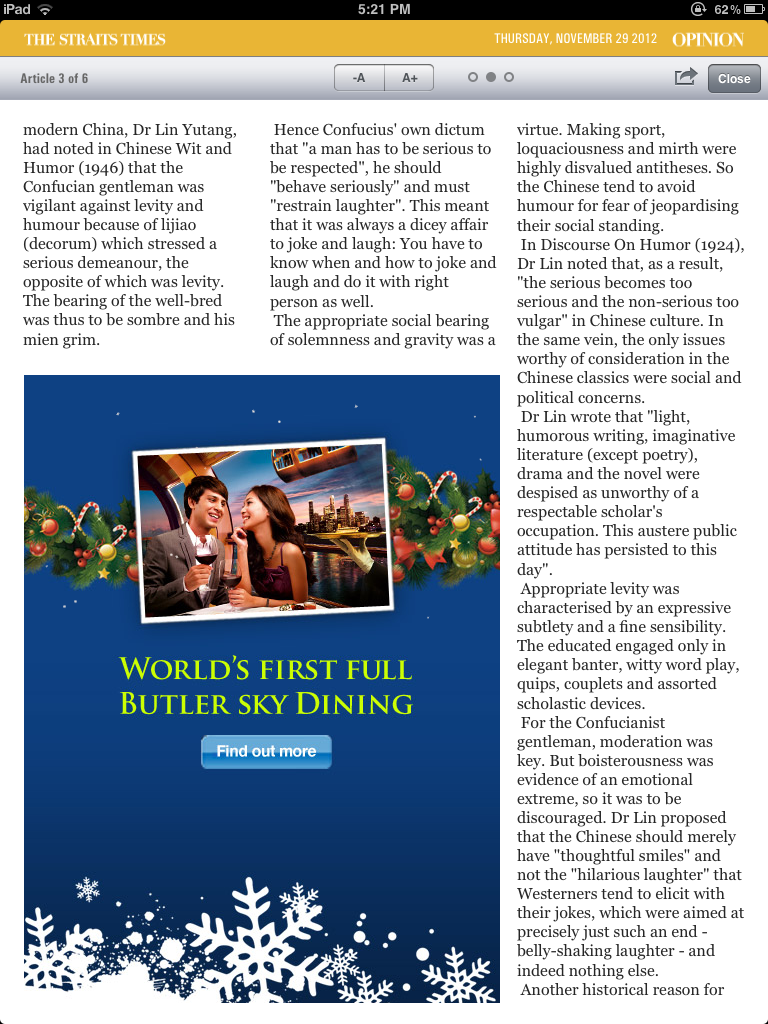 iPad
5:21 PM
62%
THE STRAITS TIMES
THURSDAY, NOVEMBER 29 2012
OPINION
Article 3 of 6
-A
A+
Close
modern China, Dr Lin Yutang,
had noted in Chinese Wit and
Humor (1946) that the
Confucian gentleman was
vigilant against levity and
humour because of lijiao
(decorum) which stressed a
serious demeanour, the
opposite of which was levity.
The bearing of the well-bred
was thus to be sombre and his
mien grim.
Hence Confucius' own dictum
that "a man has to be serious to
be respected", he should
"behave seriously" and must
"restrain laughter". This meant
that it was always a dicey affair
to joke and laugh: You have to
know when and how to joke and
laugh and do it with right
person as well.
The appropriate social bearing
of solemnness and gravity was a
virtue. Making sport,
loquaciousness and mirth were
highly disvalued antitheses. So
the Chinese tend to avoid
humour for fear of jeopardising
their social standing.
In Discourse On Humor (1924),
Dr Lin noted that, as a result,
"the serious becomes too
serious and the non-serious too
vulgar" in Chinese culture. In
the same vein, the only issues
worthy of consideration in the
Chinese classics were social and
political concerns.
Dr Lin wrote that "light,
humorous writing, imaginative
literature (except poetry),
drama and the novel were
despised as unworthy of a
respectable scholar's
occupation. This austere public
attitude has persisted to this
day".
Appropriate levity was
characterised by an expressive
subtlety and a fine sensibility.
The educated engaged only in
elegant banter, witty word play,
quips, couplets and assorted
scholastic devices.
For the Confucianist
gentleman, moderation was
key. But boisterousness was
evidence of an emotional
extreme, so it was to be
discouraged. Dr Lin proposed
that the Chinese should merely
have "thoughtful smiles" and
not the "hilarious laughter" that
Westerners tend to elicit with
their jokes, which were aimed at
precisely just such an end -
belly-shaking laughter - and
indeed nothing else.
Another historical reason for
WORLD'S FIRST FULL
BUTLER SKY DINING
Find out more